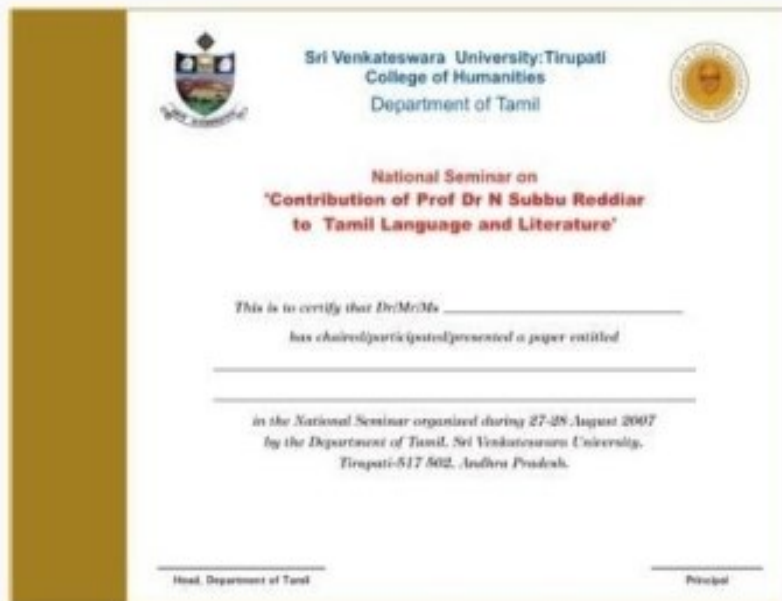 Sri Venkateswara University:Tirupati
College of Humanities
Department of Tamil
National Seminar on
'Contribution of Prof Dr N Subbu Reddiar
to Tamil Language and Literature'
This is to certify that Dr/Mr/Ms
has chaired/participated/presented a paper entitled
in the National Seminar organized during 27-28 August 2007
by the Department of Tamil, Sri Venkateswara University,
Tirupati-517 502, Andhra Pradesh.
Head, Department of Tamil
Principal